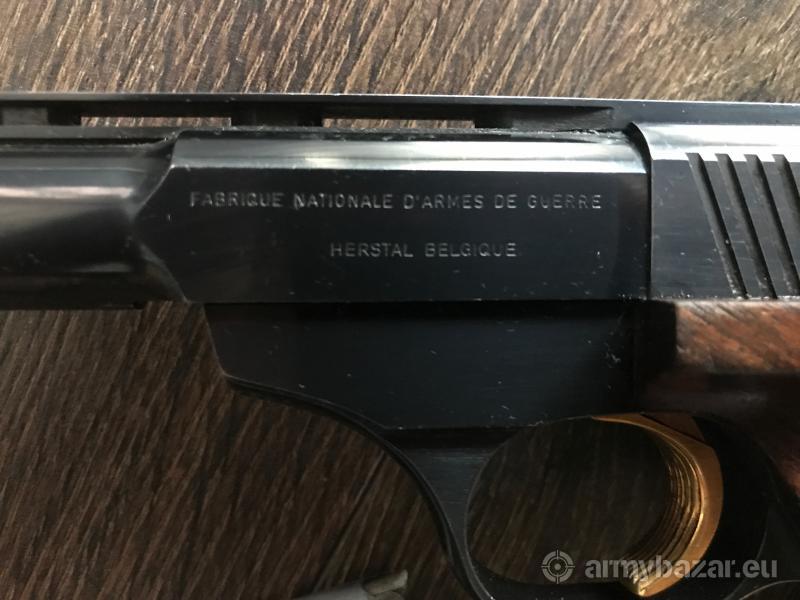 FABRIQUE NATIONALE D'ARMES DE GUERRE
HERSTAL BELGIQUE
armybazar.eu